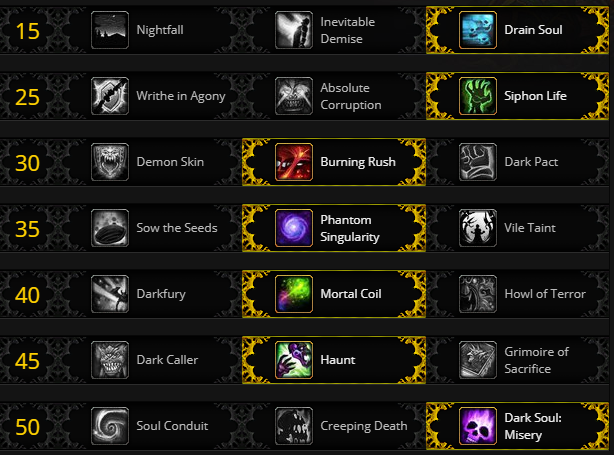 15 Nightfall Inevitable Demise Drain Soul
25 Writhe in Agony Absolute Corruption Siphon Life
30 Demon Skin Burning Rush Dark Pact
35 Sow the Seeds Phantom Singularity Vile Taint
40 Darkfury Mortal Coil Howl of Terror
45 Dark Caller Haunt Grimoire of Sacrifice
50 Soul Conduit Creeping Death Dark Soul: Misery